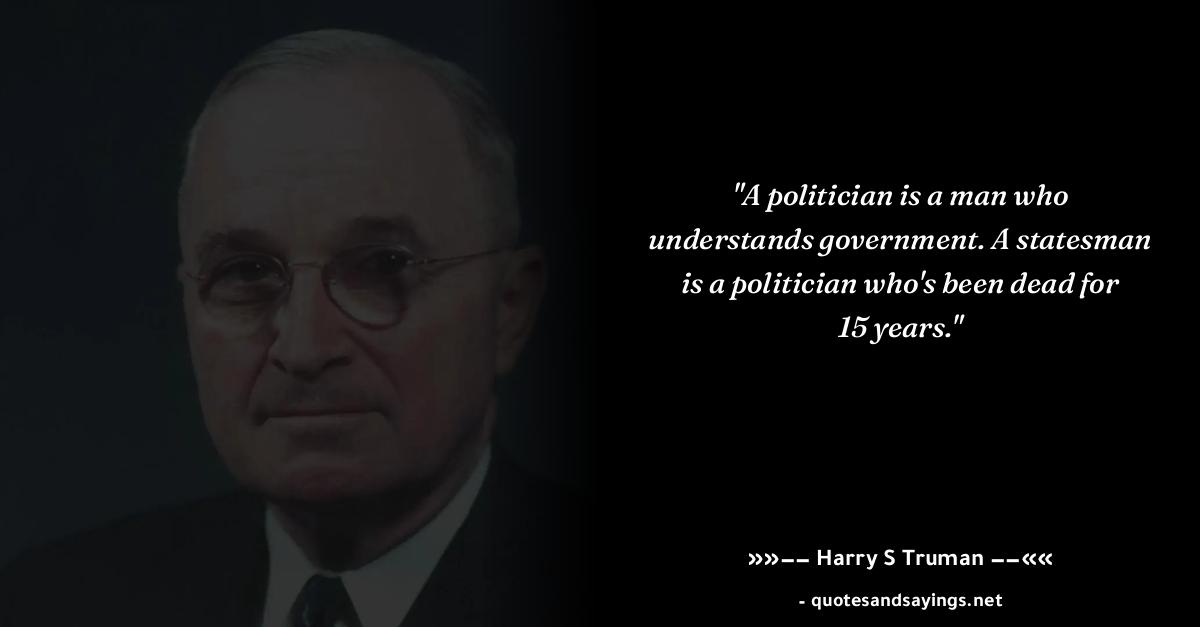 "A politician is a man who
understands government. A statesman
is a politician who's been dead for
15 years."
»»−− Harry S Truman −−««
- quotesandsayings.net